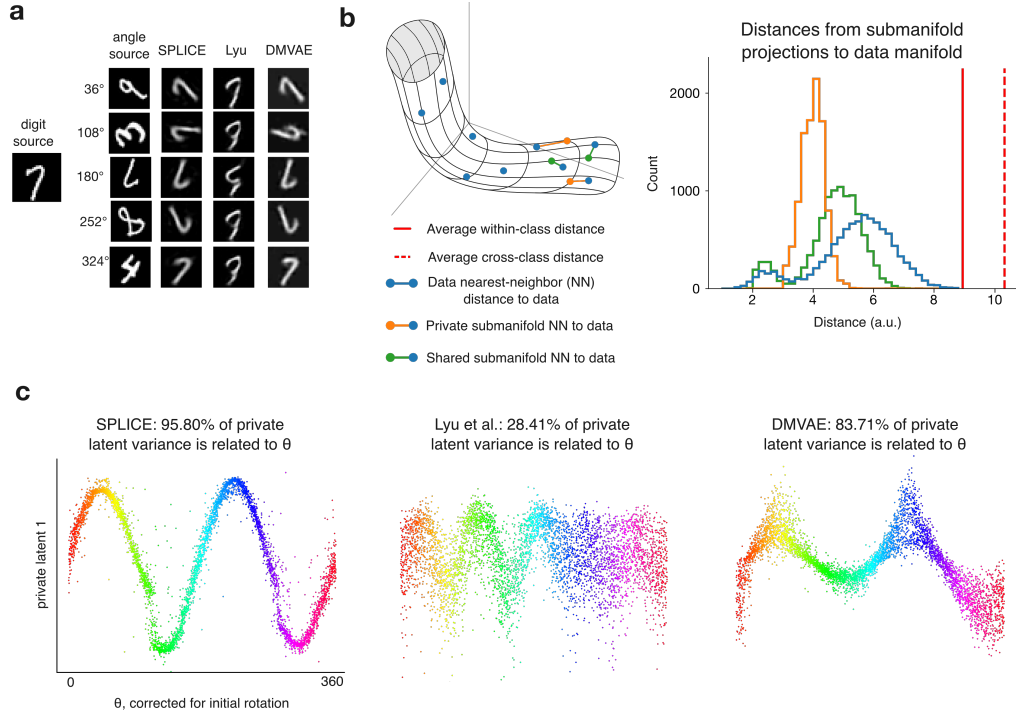 a
angle
source
SPLICE
Lyu
DMVAE
digit
source
36°
108°
180°
252°
324°
b
Average within-class distance
Average cross-class distance
Data nearest-neighbor (NN)
distance to data
Private submanifold NN to data
Shared submanifold NN to data
Distances from submanifold
projections to data manifold
Count
2000
1000
0
2
4
6
8
10
Distance (a.u.)
c
SPLICE: 95.80% of private
latent variance is related to θ
Lyu et al.: 28.41% of private
latent variance is related to θ
DMVAE: 83.71% of private
latent variance is related to θ
private latent 1
0
360
θ, corrected for initial rotation